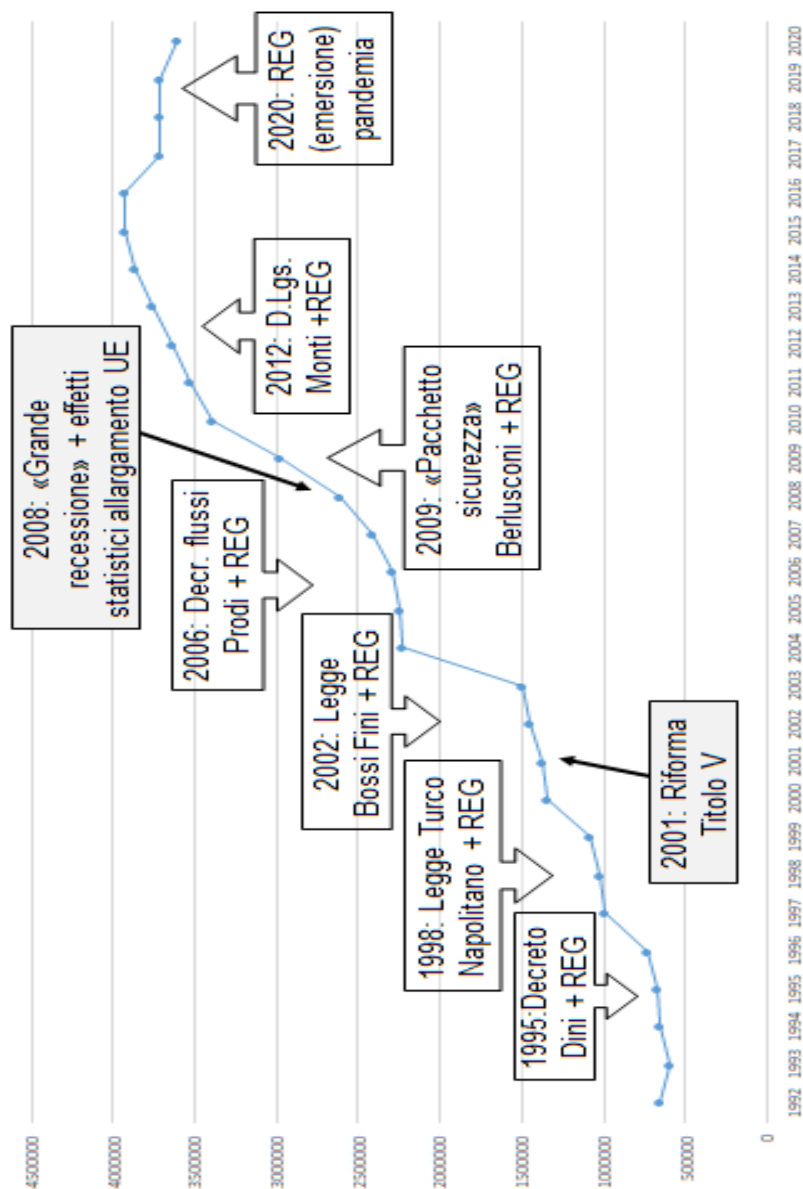 4500000
4000000
3500000
3000000
2500000
2000000
1500000
1000000
500000
0
2008: «Grande
recessione» + effetti
statistici allargamento UE
2006: Decr. flussi
Prodi + REG
2002: Legge
Bossi Fini + REG
1998: Legge Turco
Napolitano + REG
1995:Decreto
Dini + REG
2020: REG
(emersione)
pandemia
2012: D.Lgs.
Monti +REG
2009: «Pacchetto
sicurezza»
Berlusconi + REG
2001: Riforma
Titolo V
1992 1993 1994 1995 1996 1997 1998 1999 2000 2001 2002 2003 2004 2005 2006 2007 2008 2009 2010 2011 2012 2013 2014 2015 2016 2017 2018 2019 2020